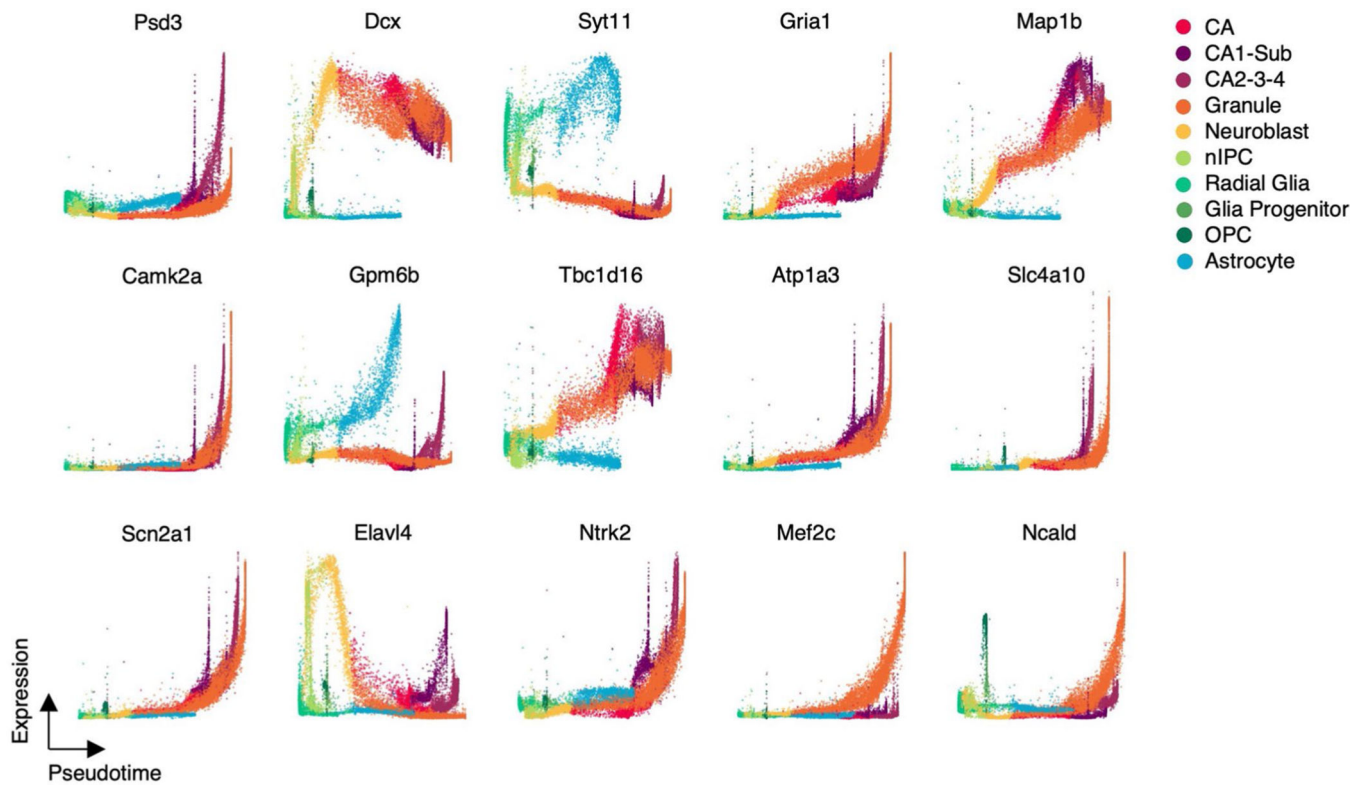 Psd3 Dcx Syt11 Gria1 Map1b
CA
CA1-Sub
CA2-3-4
Granule
Neuroblast
nIPC
Radial Glia
Glia Progenitor
OPC
Astrocyte
Camk2a Gpm6b Tbc1d16 Atp1a3 Slc4a10
Scn2a1 Elavl4 Ntrk2 Mef2c Ncald
Expression
Pseudotime